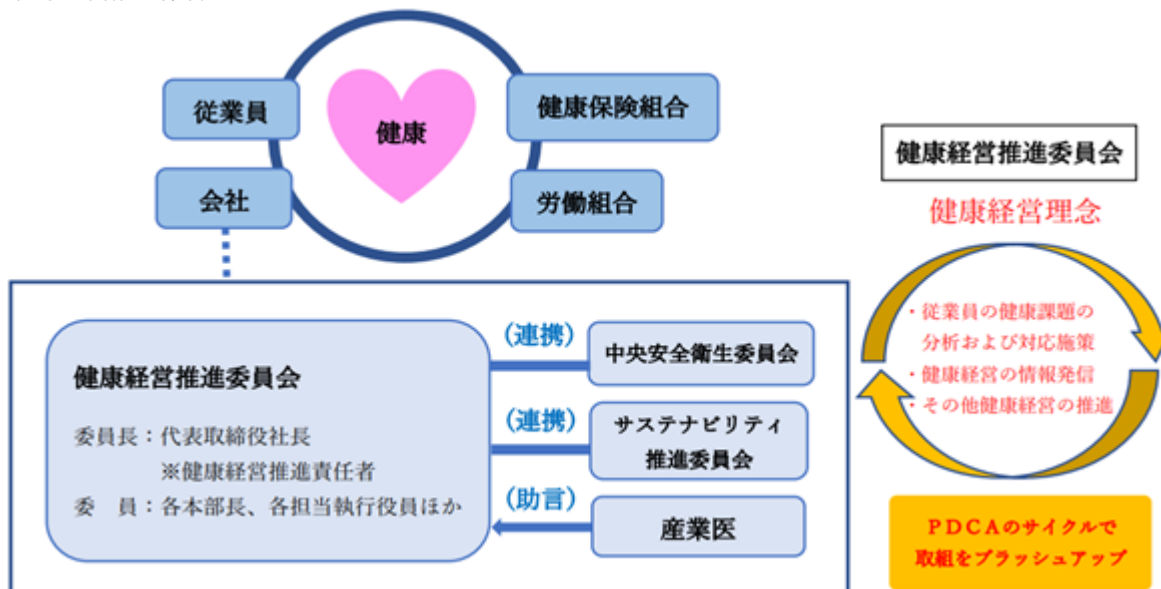 従業員
健康
健康保険組合
会社
労働組合
健康経営推進委員会
委員長：代表取締役社長
※健康経営推進責任者
委　員：各本部長、各担当執行役員ほか
(連携)
中央安全衛生委員会
(連携)
サステナビリティ
推進委員会
(助言)
産業医
健康経営推進委員会
健康経営理念
・従業員の健康課題の
分析および対応施策
・健康経営の情報発信
・その他健康経営の推進
PDCAのサイクルで
取組をブラッシュアップ